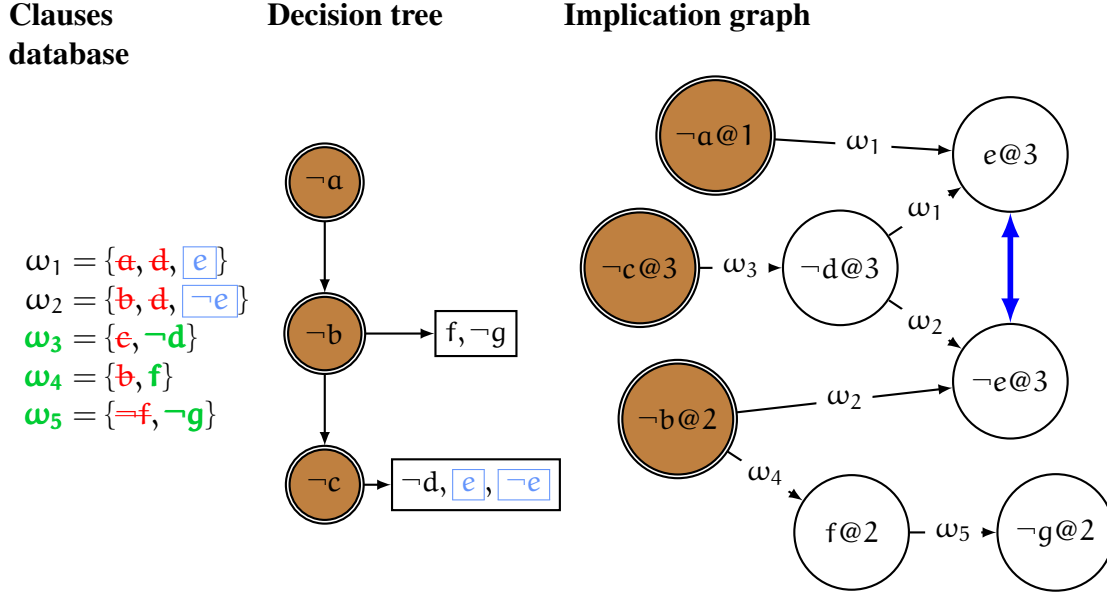 Clauses database
Decision tree
Implication graph
ω₁ = {a, d, e}
ω₂ = {b, d, ¬e}
ω₃ = {c, ¬d}
ω₄ = {b, f}
ω₅ = {¬f, ¬g}
¬a
¬b
f, ¬g
¬c
¬d, e, ¬e
¬a@1
ω₁
e@3
ω₁
¬c@3
ω₃
¬d@3
ω₂
¬e@3
¬b@2
ω₂
ω₄
f@2
ω₅
¬g@2